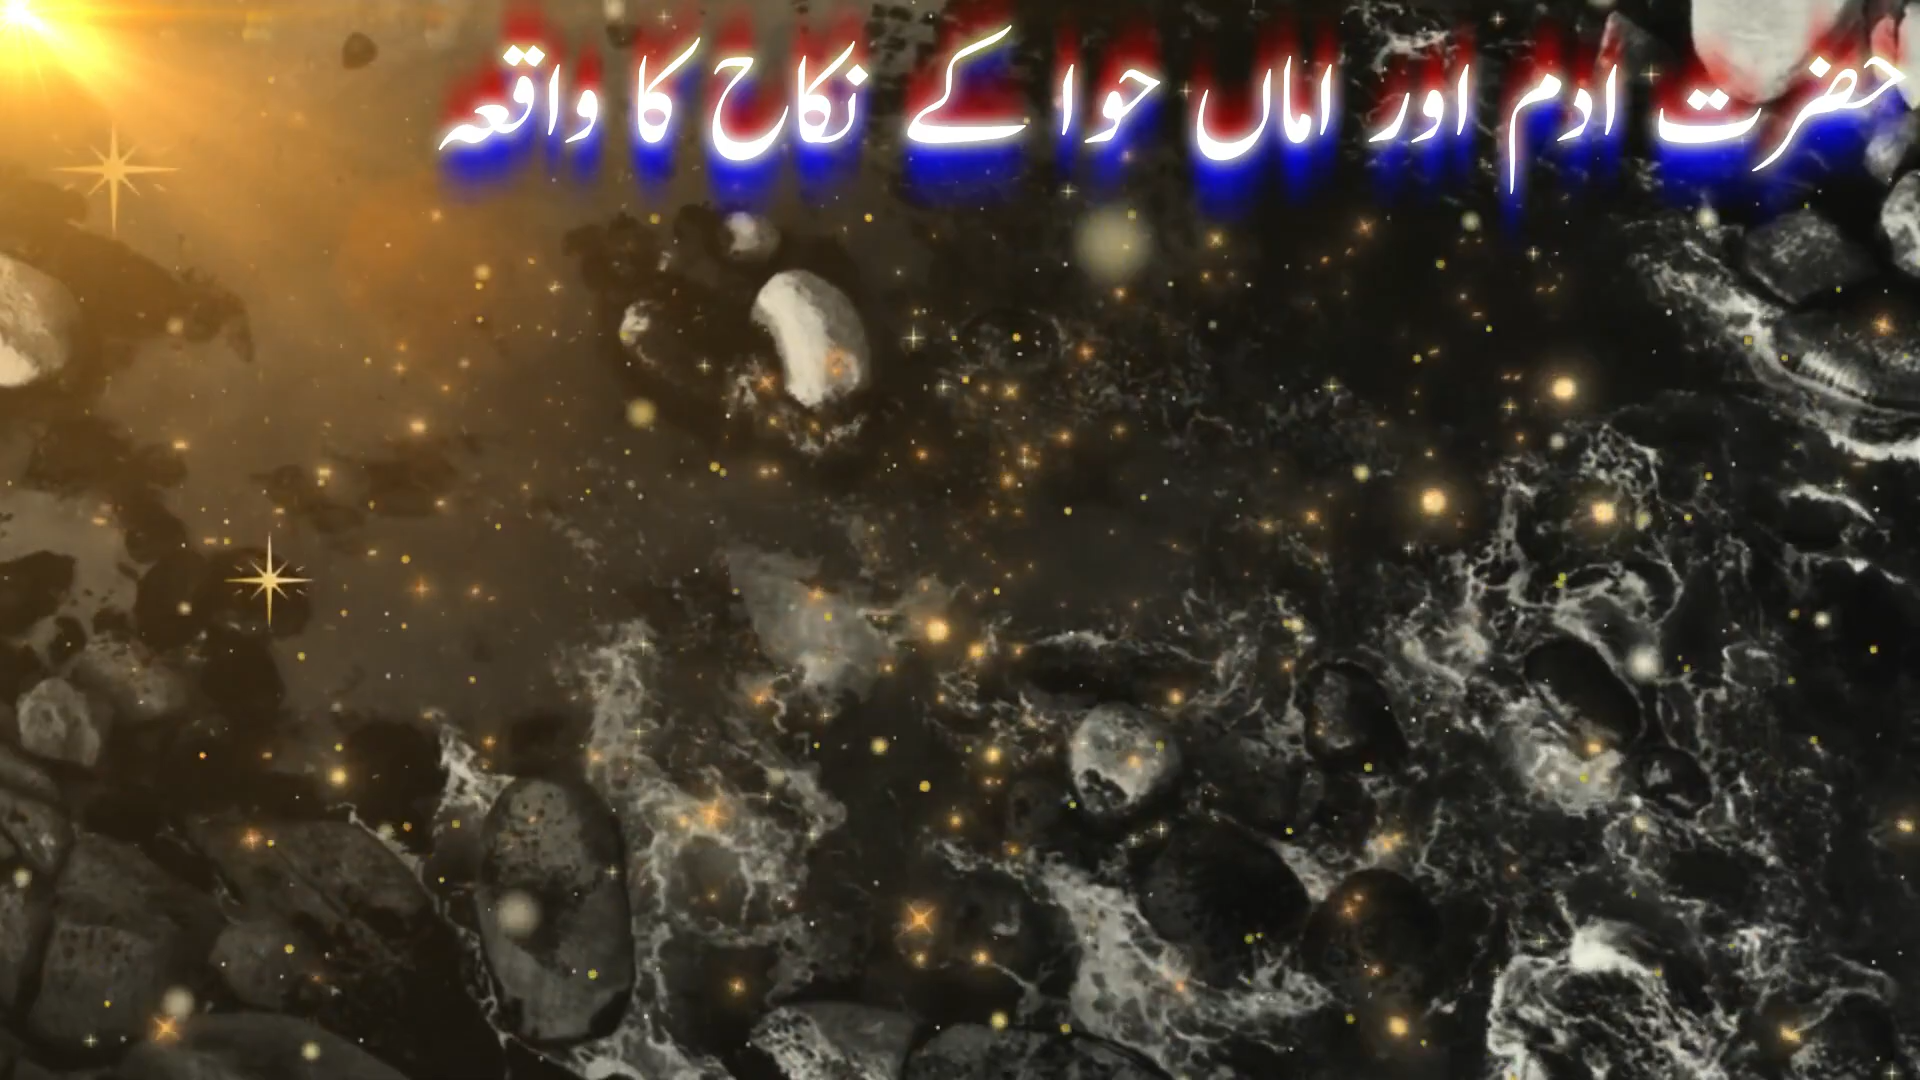 حضرت ادم اور اماں حوا کے نکاح کا واقعہ